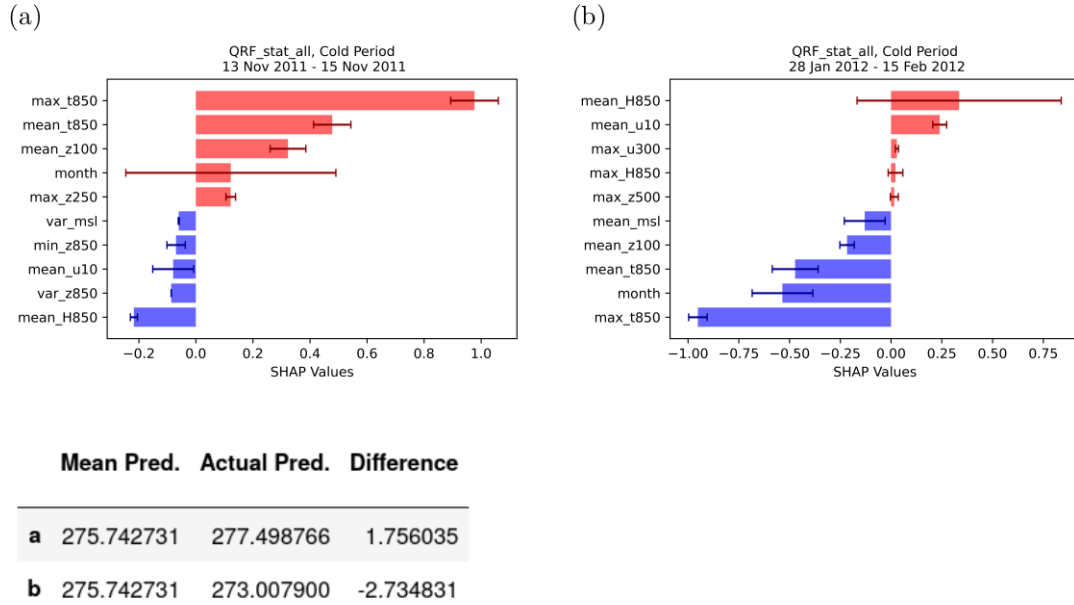 (a)
QRF_stat_all, Cold Period
13 Nov 2011 - 15 Nov 2011
max_t850
mean_t850
mean_z100
month
max_z250
var_msl
min_z850
mean_u10
var_z850
mean_H850
−0.2 0.0 0.2 0.4 0.6 0.8 1.0
SHAP Values
(b)
QRF_stat_all, Cold Period
28 Jan 2012 - 15 Feb 2012
mean_H850
mean_u10
max_u300
max_H850
max_z500
mean_msl
mean_z100
mean_t850
month
max_t850
−1.00 −0.75 −0.50 −0.25 0.00 0.25 0.50 0.75
SHAP Values
Mean Pred. Actual Pred. Difference
a 275.742731 277.498766 1.756035
b 275.742731 273.007900 -2.734831